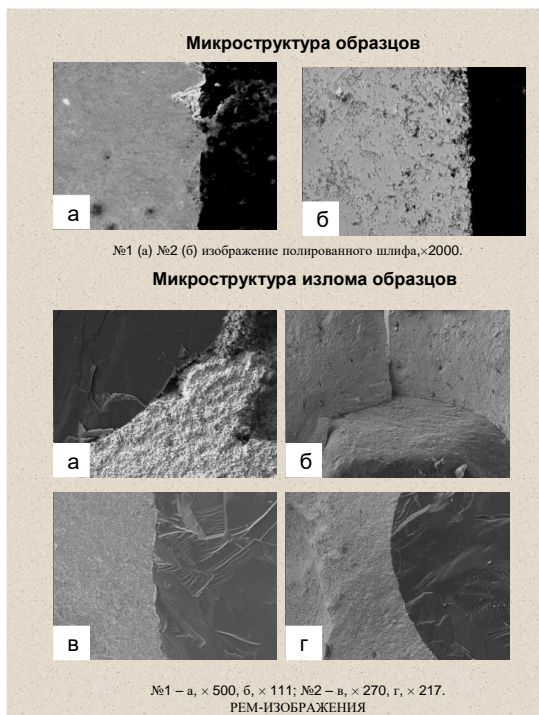 Микроструктура образцов
а
б
№1 (а) №2 (б) изображение полированного шлифа,×2000.
Микроструктура излома образцов
а
б
в
г
№1 – а, × 500, б, × 111; №2 – в, × 270, г, × 217.
РЕМ-ИЗОБРАЖЕНИЯ